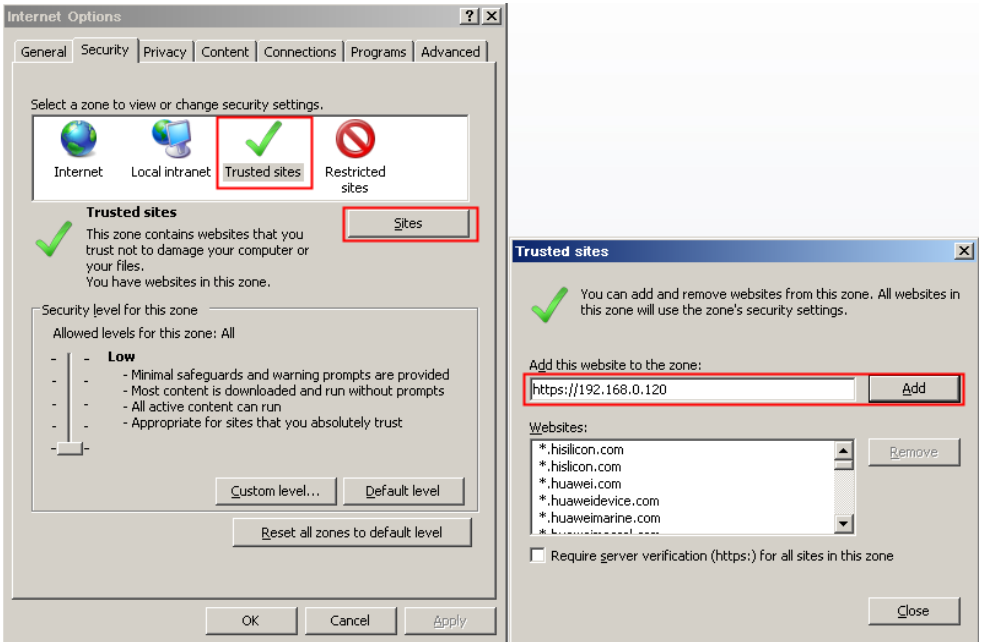 Internet Options
General Security Privacy Content Connections Programs Advanced
Select a zone to view or change security settings.
Internet Local intranet Trusted sites Restricted
sites
Trusted sites
Sites
This zone contains websites that you
trust not to damage your computer or
your files.
You have websites in this zone.
Security level for this zone
Allowed levels for this zone: All
Low
- Minimal safeguards and warning prompts are provided
- Most content is downloaded and run without prompts
- All active content can run
- Appropriate for sites that you absolutely trust
Custom level... Default level
Reset all zones to default level
OK Cancel Apply
Trusted sites
You can add and remove websites from this zone. All websites in
this zone will use the zone's security settings.
Add this website to the zone:
https://192.168.0.120 Add
Websites:
*.hisilicon.com
*.hislicon.com
*.huawei.com
*.huaweidevice.com
*.huaweimarine.com
Remove
Require server verification (https:) for all sites in this zone
Close